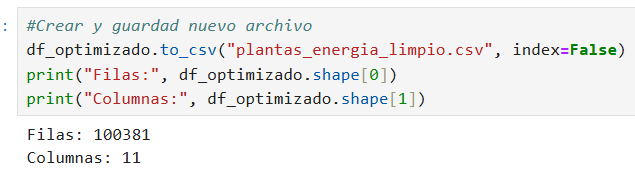 :
#Crear y guardad nuevo archivo
df_optimizado.to_csv("plantas_energia_limpio.csv", index=False)
print("Filas:", df_optimizado.shape[0])
print("Columnas:", df_optimizado.shape[1])
Filas: 100381
Columnas: 11